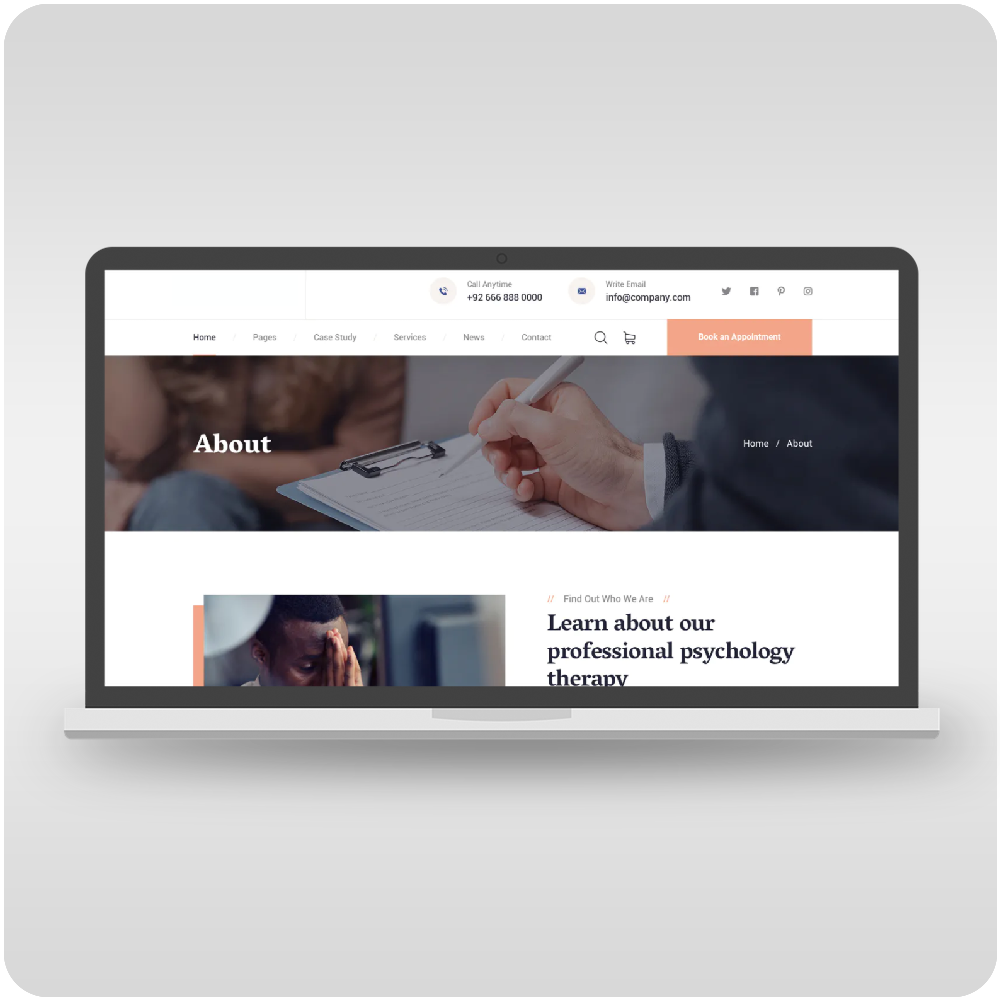 Call Anytime
+92 666 888 0000
Write Email
info@company.com
Home / Pages / Case Study / Services / News / Contact
Book an Appointment
About
Home / About
// Find Out Who We Are //
Learn about our
professional psychology
therapy